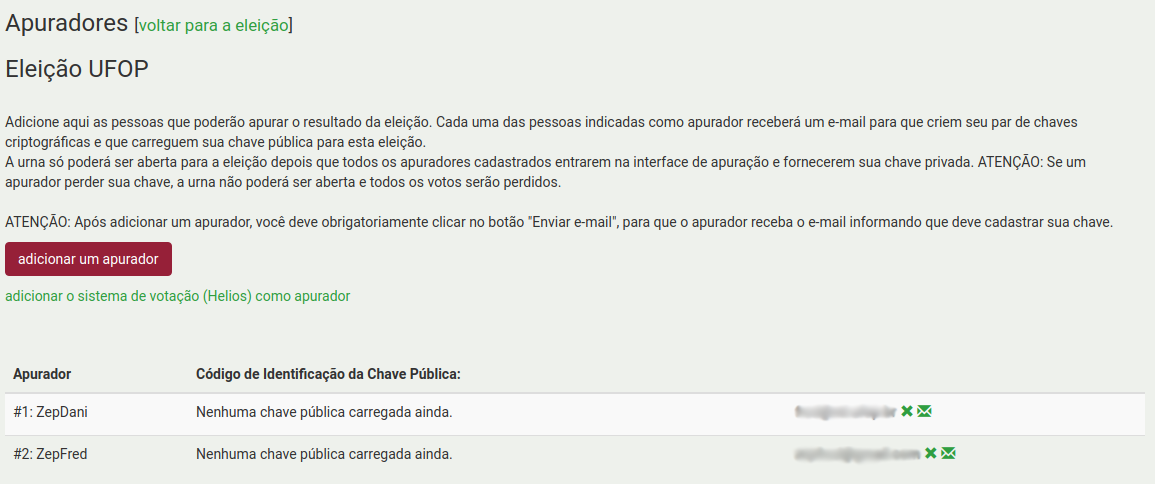 Apuradores [voltar para a eleição]
Eleição UFOP
Adicione aqui as pessoas que poderão apurar o resultado da eleição. Cada uma das pessoas indicadas como apurador receberá um e-mail para que criem seu par de chaves
criptográficas e que carreguem sua chave pública para esta eleição.
A urna só poderá ser aberta para a eleição depois que todos os apuradores cadastrados entrarem na interface de apuração e fornecerem sua chave privada. ATENÇÃO: Se um
apurador perder sua chave, a urna não poderá ser aberta e todos os votos serão perdidos.
ATENÇÃO: Após adicionar um apurador, você deve obrigatoriamente clicar no botão "Enviar e-mail", para que o apurador receba o e-mail informando que deve cadastrar sua chave.
adicionar um apurador
adicionar o sistema de votação (Helios) como apurador
Apurador Código de Identificação da Chave Pública:
#1: ZepDani Nenhuma chave pública carregada ainda.
#2: ZepFred Nenhuma chave pública carregada ainda.